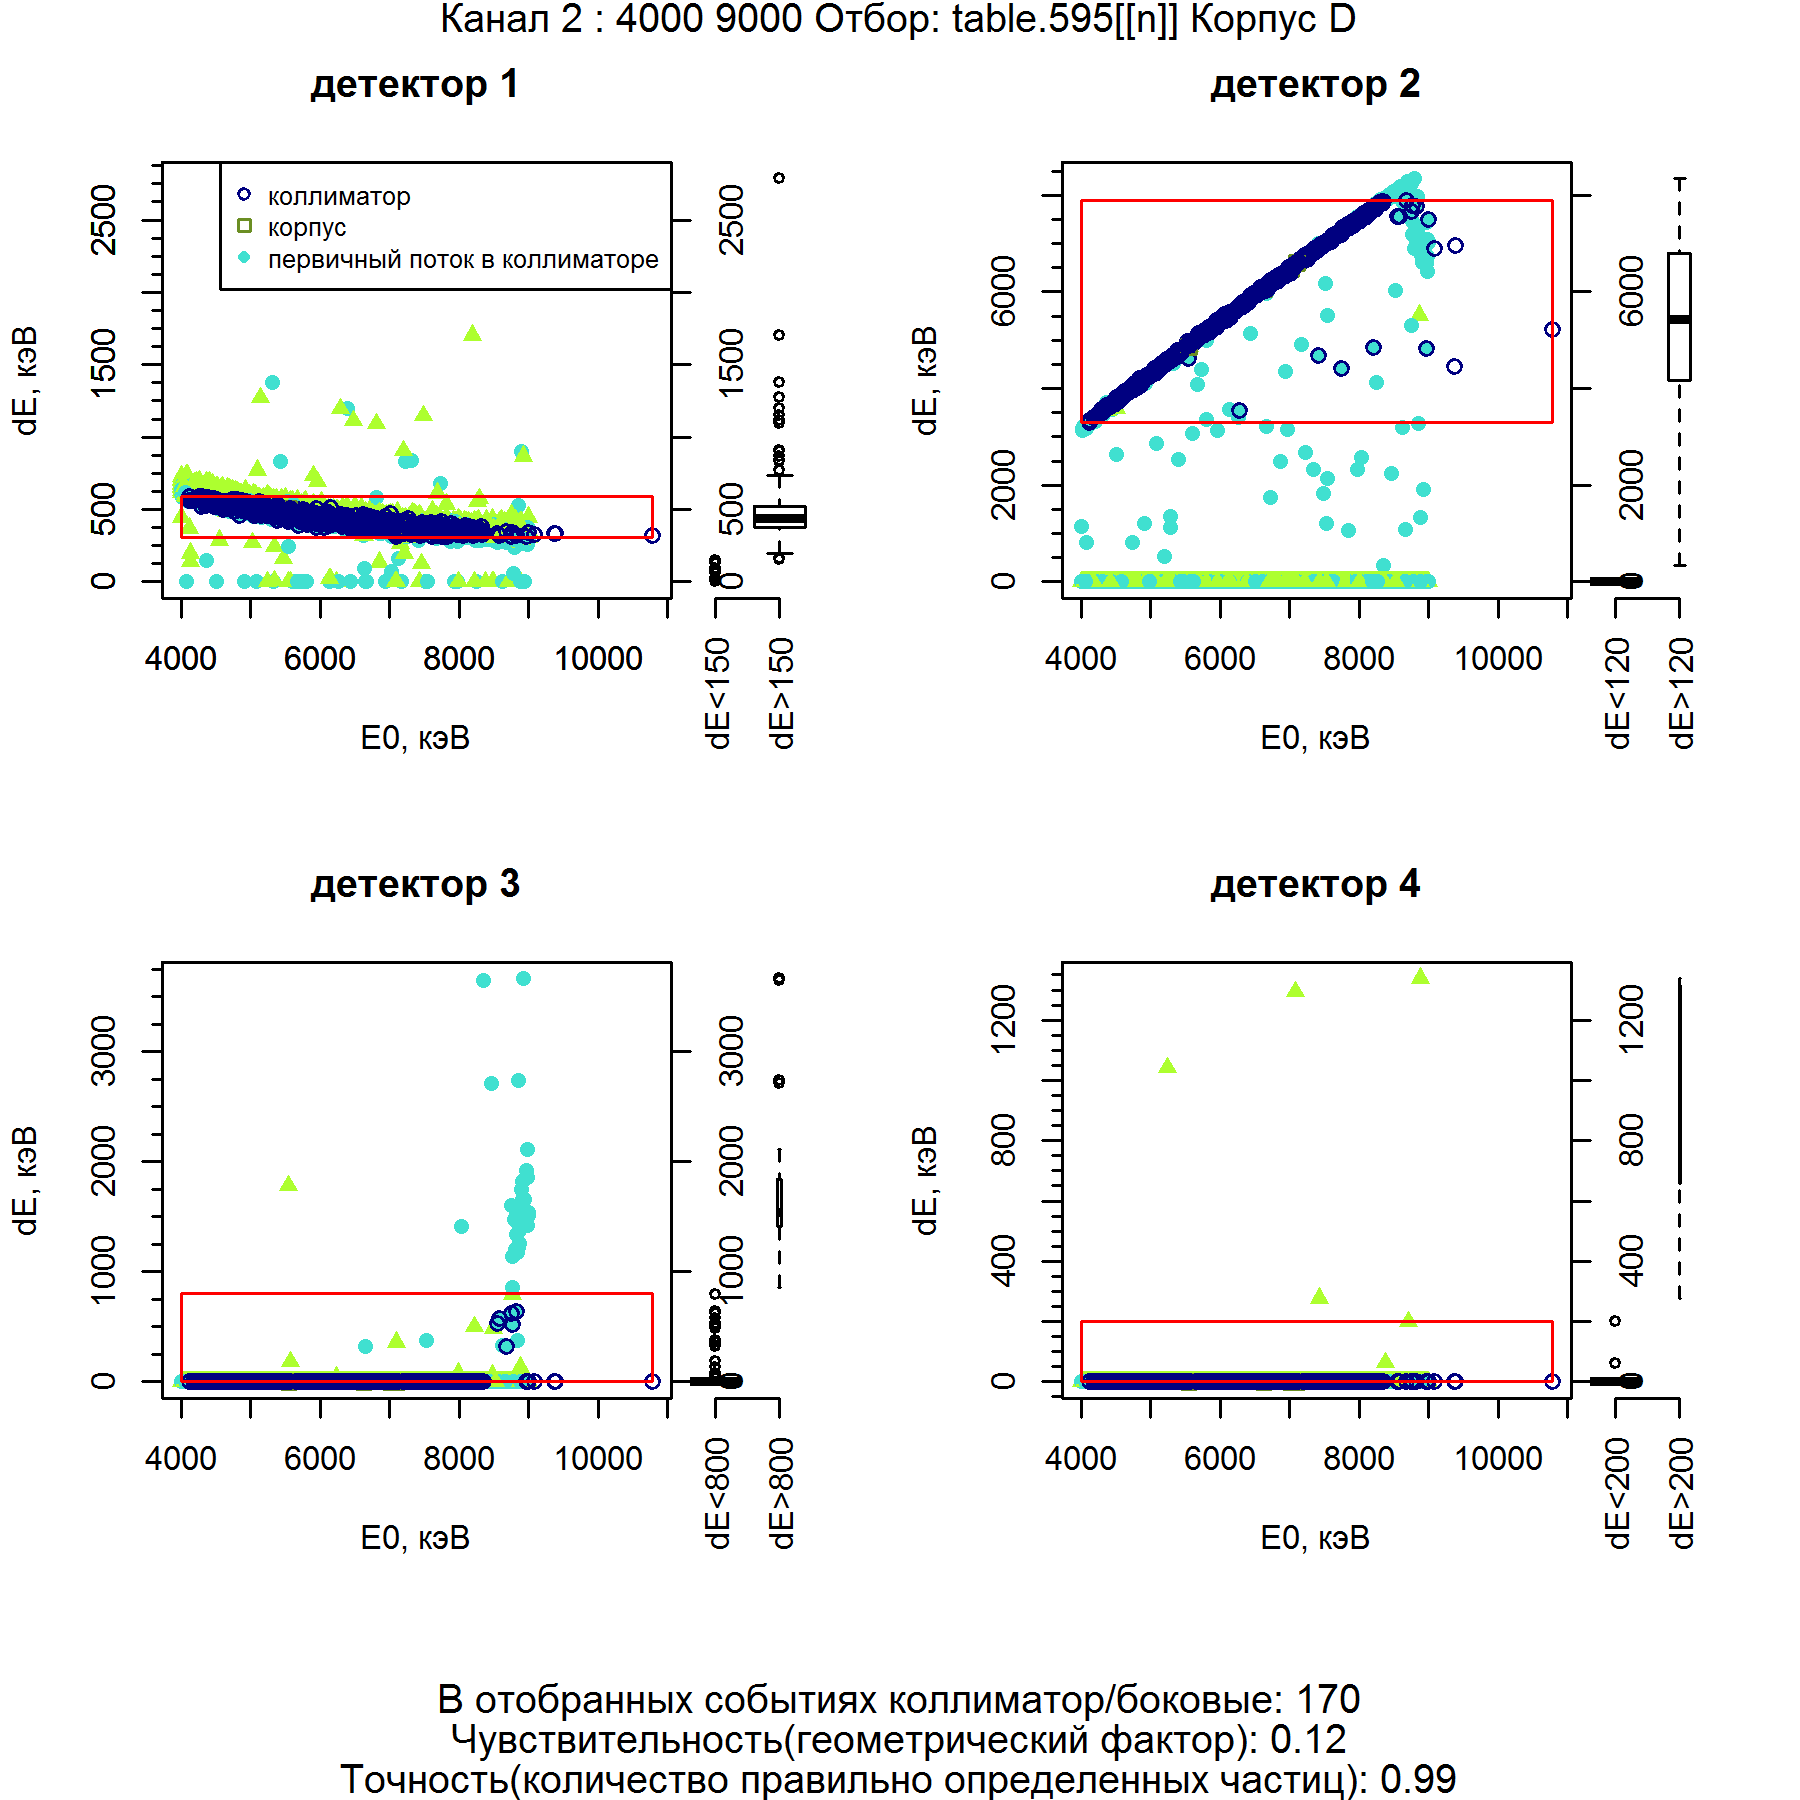 Канал 2 : 4000 9000 Отбор: table.595[[n]] Корпус D
детектор 1
детектор 2
коллиматор
корпус
первичный поток в коллиматоре
dE, кэВ
0 500 1500 2500
0 500 1500 2500
4000 6000 8000 10000
E0, кэВ
dE<150
dE>150
dE, кэВ
0 2000 6000
0 2000 6000
4000 6000 8000 10000
E0, кэВ
dE<120
dE>120
детектор 3
детектор 4
dE, кэВ
0 1000 2000 3000
0 1000 2000 3000
4000 6000 8000 10000
E0, кэВ
dE<800
dE>800
dE, кэВ
0 400 800 1200
0 400 800 1200
4000 6000 8000 10000
E0, кэВ
dE<200
dE>200
В отобранных событиях коллиматор/боковые: 170
Чувствительность(геометрический фактор): 0.12
Точность(количество правильно определенных частиц): 0.99